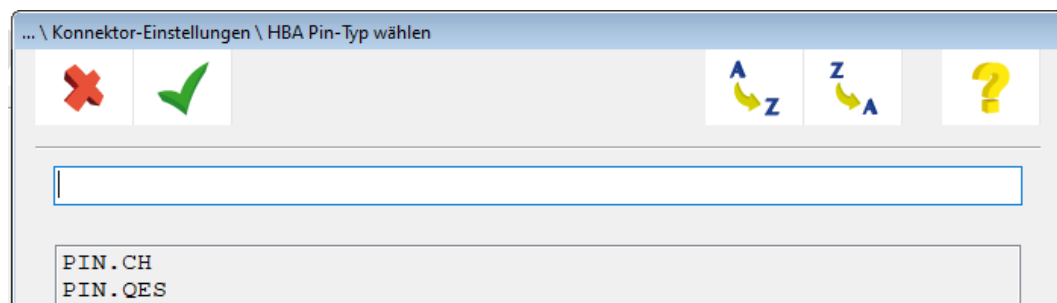 ... \ Konnektor-Einstellungen \ HBA Pin-Typ wählen
A
Z
Z
A
?
PIN.CH
PIN.QES